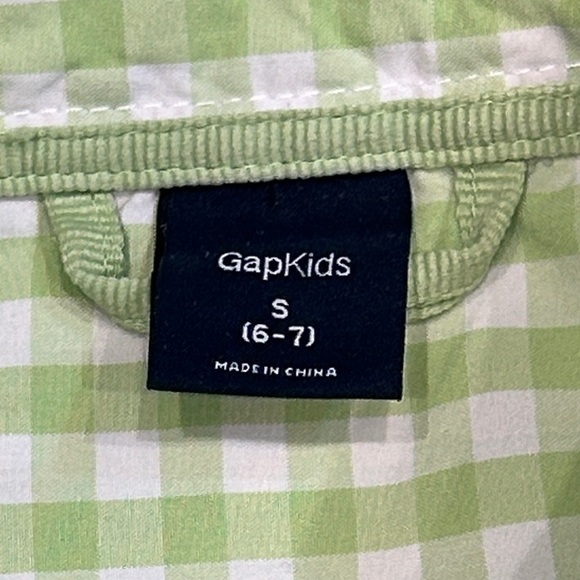 GapKids
S
(6-7)
MADE IN CHINA